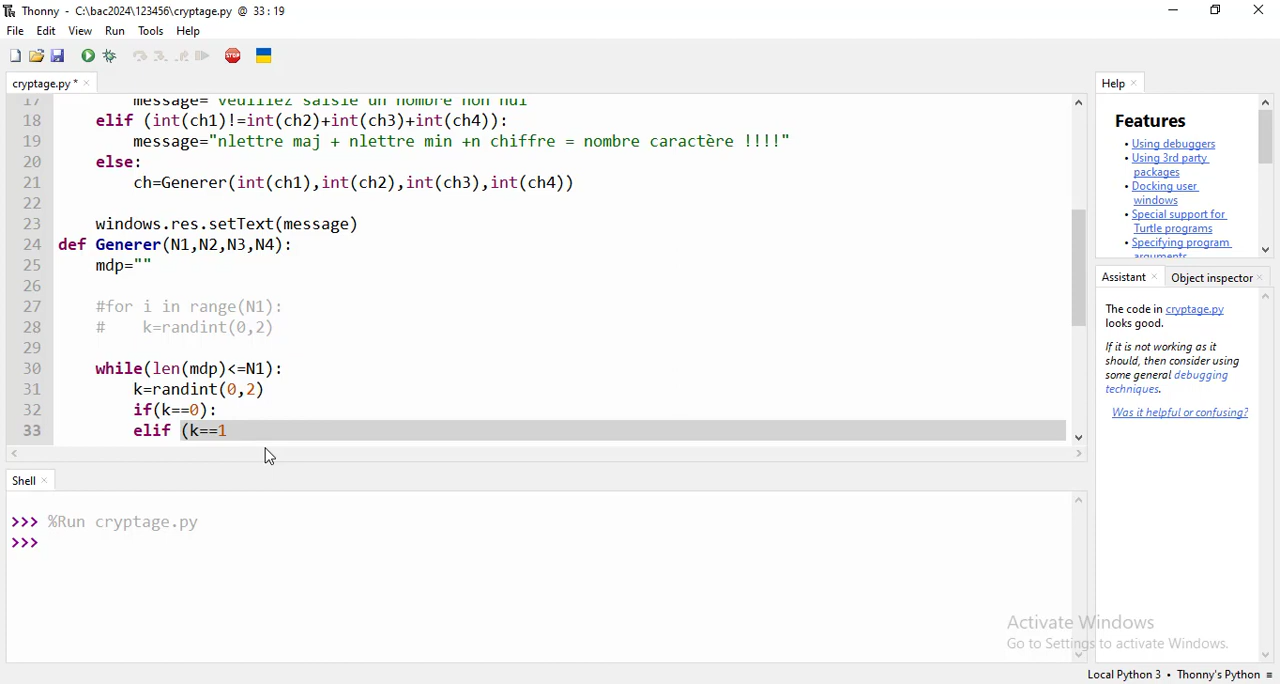 Thonny - C:\bac2024\123456\cryptage.py @ 33:19
File Edit View Run Tools Help
STOP
cryptage.py *
17 message="veuillez saisie un nombre non nul"
18 elif (int(ch1)!=int(ch2)+int(ch3)+int(ch4)):
19 message="nlettre maj + nlettre min +n chiffre = nombre caractère !!!!"
20 else:
21 ch=Generer(int(ch1),int(ch2),int(ch3),int(ch4))
22
23 windows.res.setText(message)
24 def Generer(N1,N2,N3,N4):
25 mdp=""
26
27 #for i in range(N1):
28 # k=randint(0,2)
29
30 while(len(mdp)<=N1):
31 k=randint(0,2)
32 if(k==0):
33 elif (k==1
Shell
>>> %Run cryptage.py
>>>
Help
Features
• Using debuggers
• Using 3rd party
packages
• Docking user
windows
• Special support for
Turtle programs
• Specifying program
arguments
Assistant Object inspector
The code in cryptage.py
looks good.
If it is not working as it
should, then consider using
some general debugging
techniques.
Was it helpful or confusing?
Activate Windows
Go to Settings to activate Windows.
Local Python 3 • Thonny's Python ≡